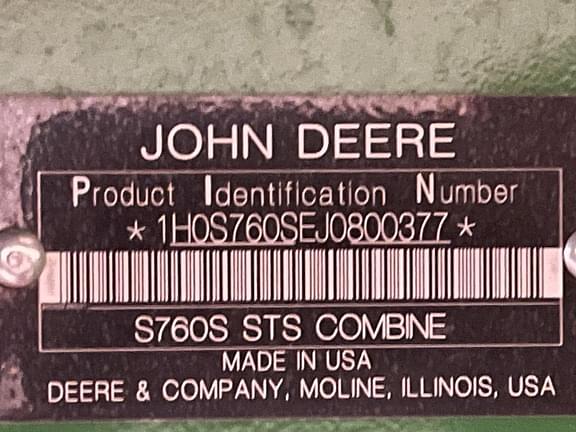 JOHN DEERE
Product Identification Number
* 1H0S760SEJ0800377 *
S760S STS COMBINE
MADE IN USA
DEERE & COMPANY, MOLINE, ILLINOIS, USA